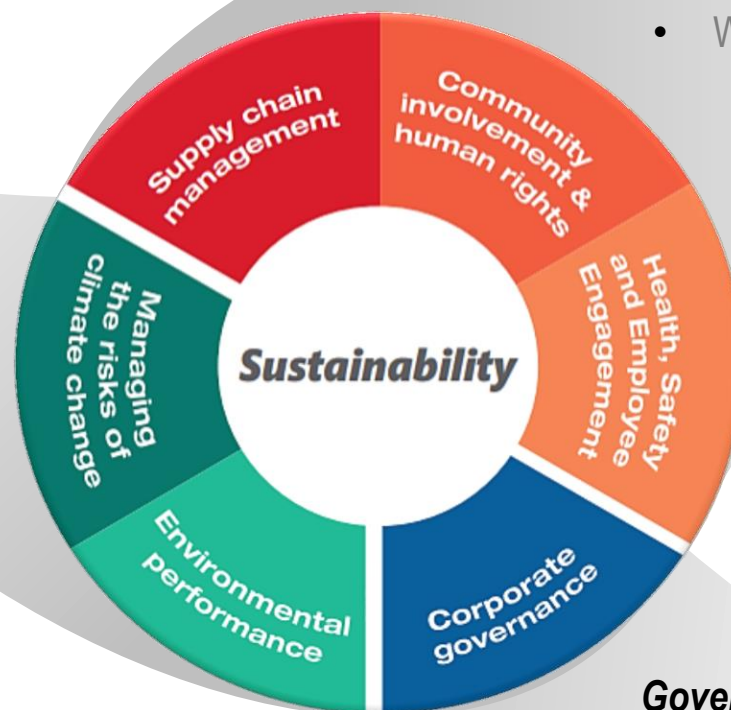 Supply chain
management
Community
involvement &
human rights
Health, Safety
and Employee
Engagement
Corporate
governance
Environmental
performance
Managing
the risks of
climate change
Sustainability